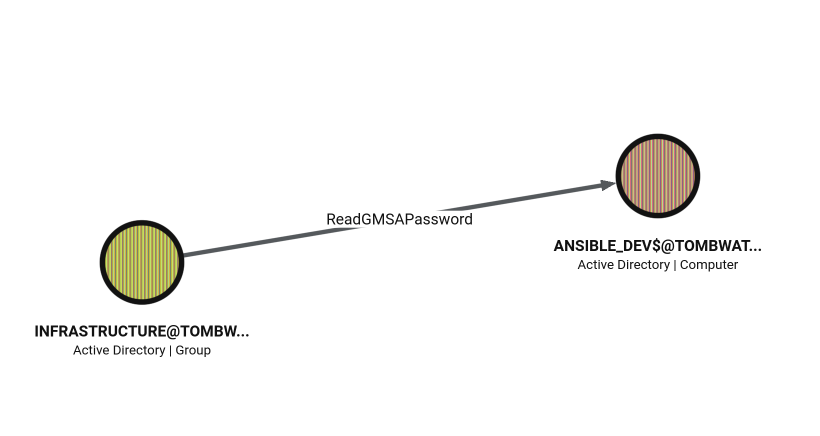 ReadGMSAPassword
ANSIBLE_DEV$@TOMBWAT...
Active Directory | Computer
INFRASTRUCTURE@TOMBW...
Active Directory | Group